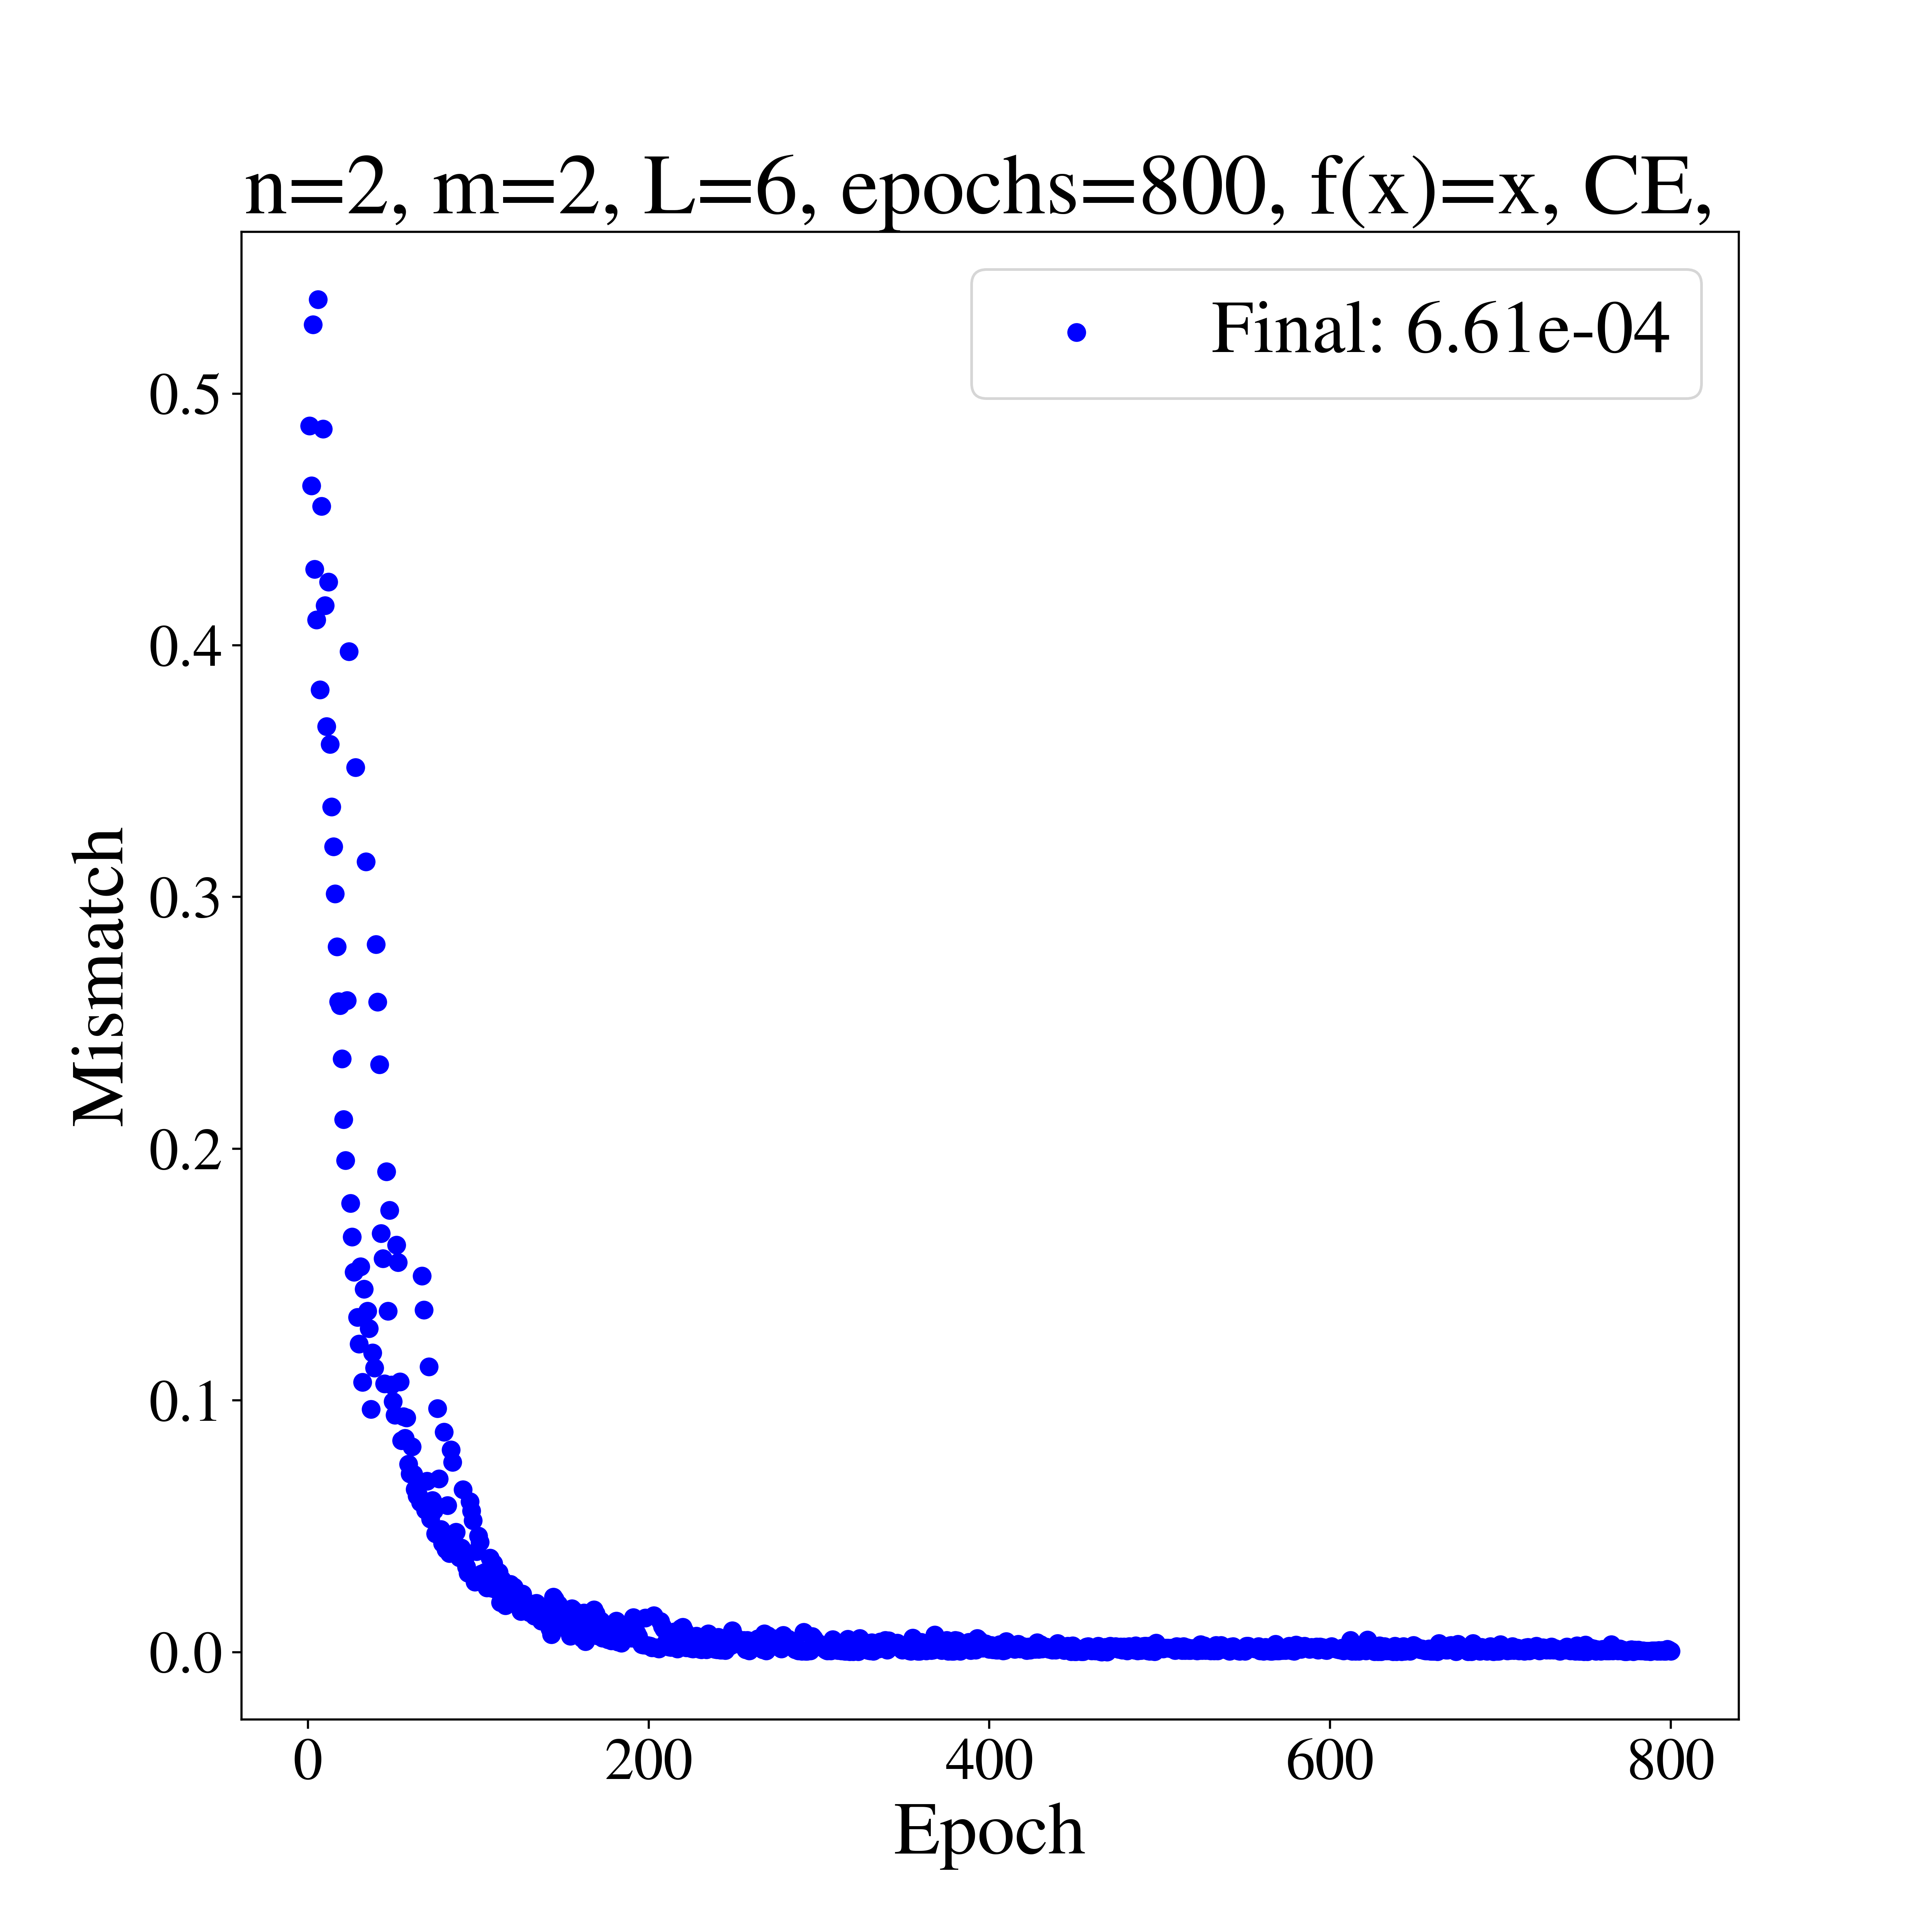 n=2, m=2, L=6, epochs=800, f(x)=x, CE,
Final: 6.61e-04
0.5
0.4
0.3
0.2
0.1
0.0
Mismatch
0 200 400 600 800
Epoch